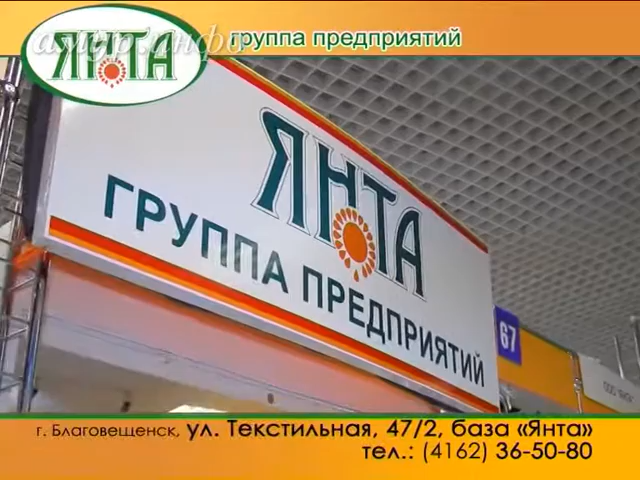 амур.инфо
ЯНТА группа предприятий
ЯНТА
ГРУППА ПРЕДПРИЯТИЙ
67
г. Благовещенск, ул. Текстильная, 47/2, база «Янта»
тел.: (4162) 36-50-80